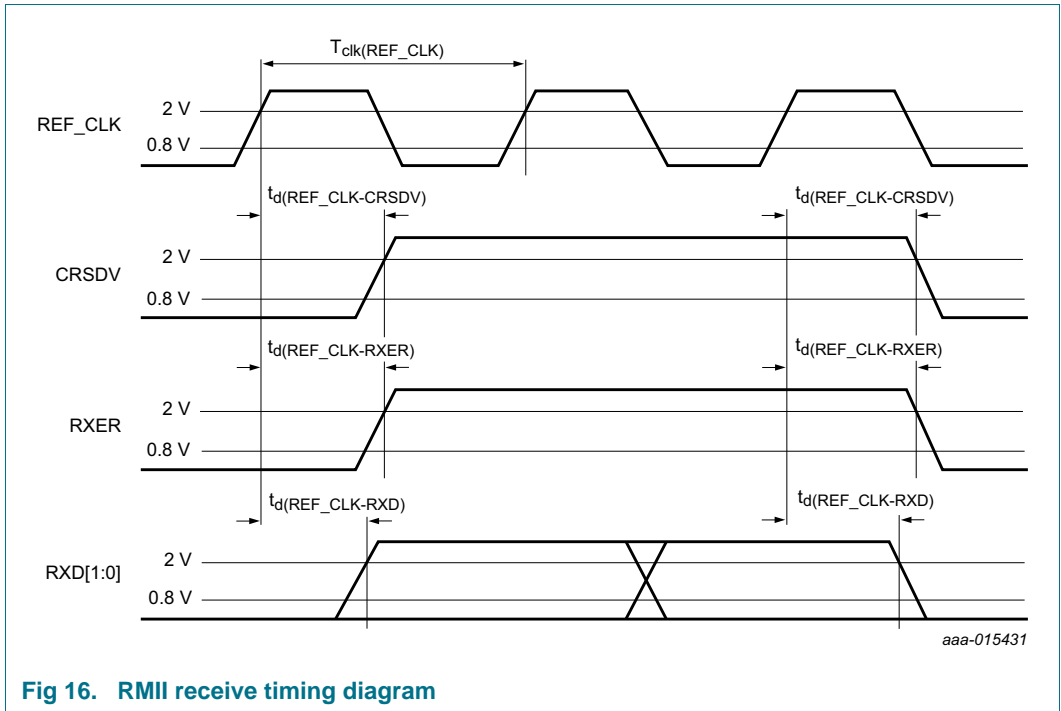 Tclk(REF_CLK)
REF_CLK
2 V
0.8 V
td(REF_CLK-CRSDV)
td(REF_CLK-CRSDV)
CRSDV
2 V
0.8 V
td(REF_CLK-RXER)
td(REF_CLK-RXER)
RXER
2 V
0.8 V
td(REF_CLK-RXD)
td(REF_CLK-RXD)
RXD[1:0]
2 V
0.8 V
aaa-015431
Fig 16. RMII receive timing diagram